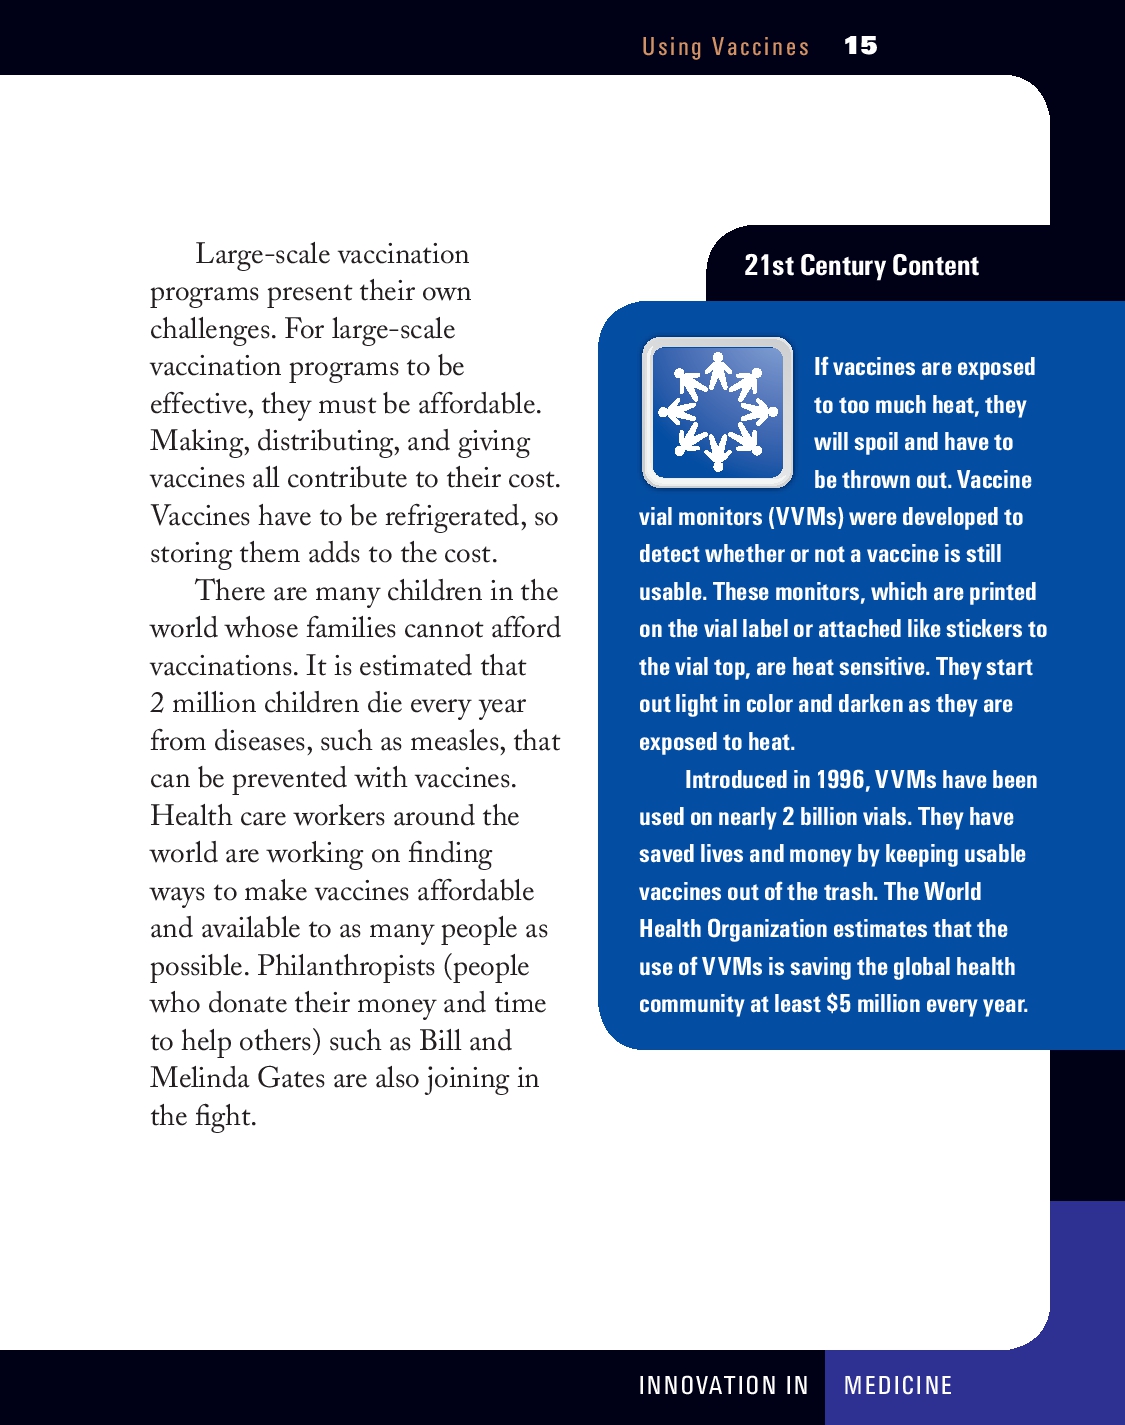 Using Vaccines 15
Large-scale vaccination
programs present their own
challenges. For large-scale
vaccination programs to be
effective, they must be affordable.
Making, distributing, and giving
vaccines all contribute to their cost.
Vaccines have to be refrigerated, so
storing them adds to the cost.
There are many children in the
world whose families cannot afford
vaccinations. It is estimated that
2 million children die every year
from diseases, such as measles, that
can be prevented with vaccines.
Health care workers around the
world are working on finding
ways to make vaccines affordable
and available to as many people as
possible. Philanthropists (people
who donate their money and time
to help others) such as Bill and
Melinda Gates are also joining in
the fight.
21st Century Content
If vaccines are exposed
to too much heat, they
will spoil and have to
be thrown out. Vaccine
vial monitors (VVMs) were developed to
detect whether or not a vaccine is still
usable. These monitors, which are printed
on the vial label or attached like stickers to
the vial top, are heat sensitive. They start
out light in color and darken as they are
exposed to heat.
Introduced in 1996, VVMs have been
used on nearly 2 billion vials. They have
saved lives and money by keeping usable
vaccines out of the trash. The World
Health Organization estimates that the
use of VVMs is saving the global health
community at least $5 million every year.
INNOVATION IN MEDICINE